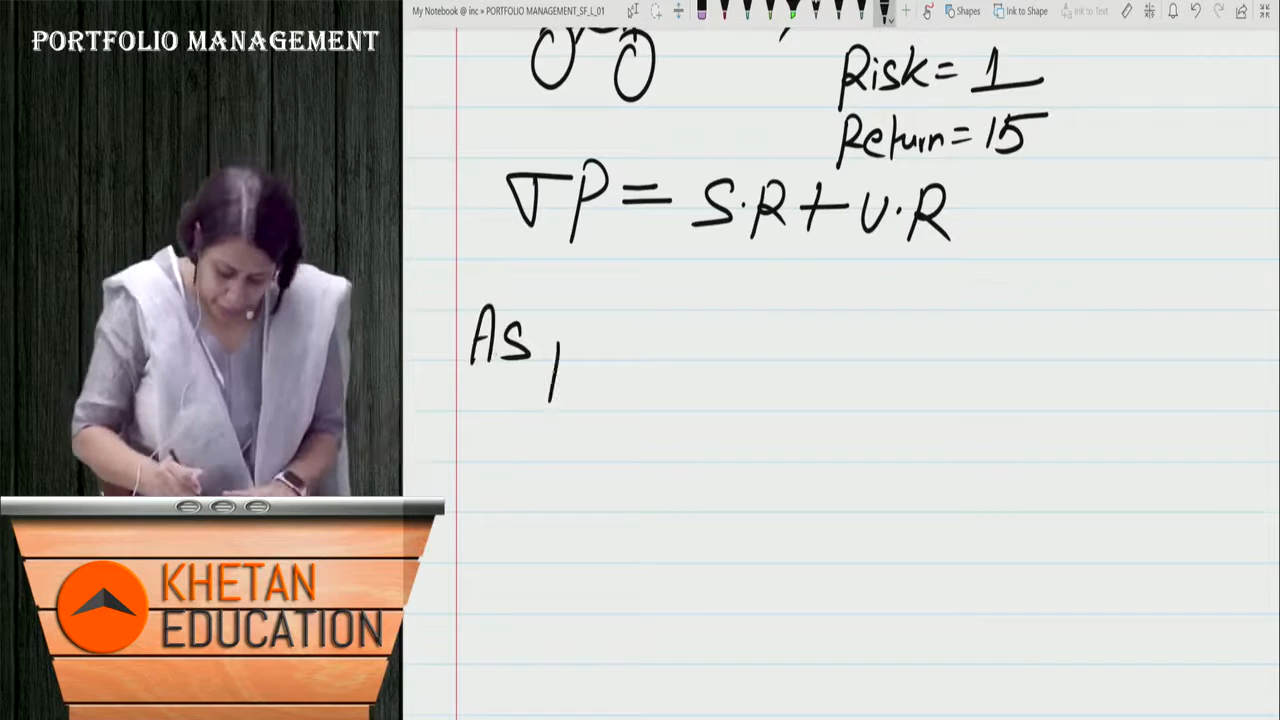 PORTFOLIO MANAGEMENT
My Notebook @ inc » PORTFOLIO MANAGEMENT_SF_L_01
Shapes
Ink to Shape
Ink to Text
Risk = 1
Return = 15
σP = S.R + U.R
As
KHETAN
EDUCATION